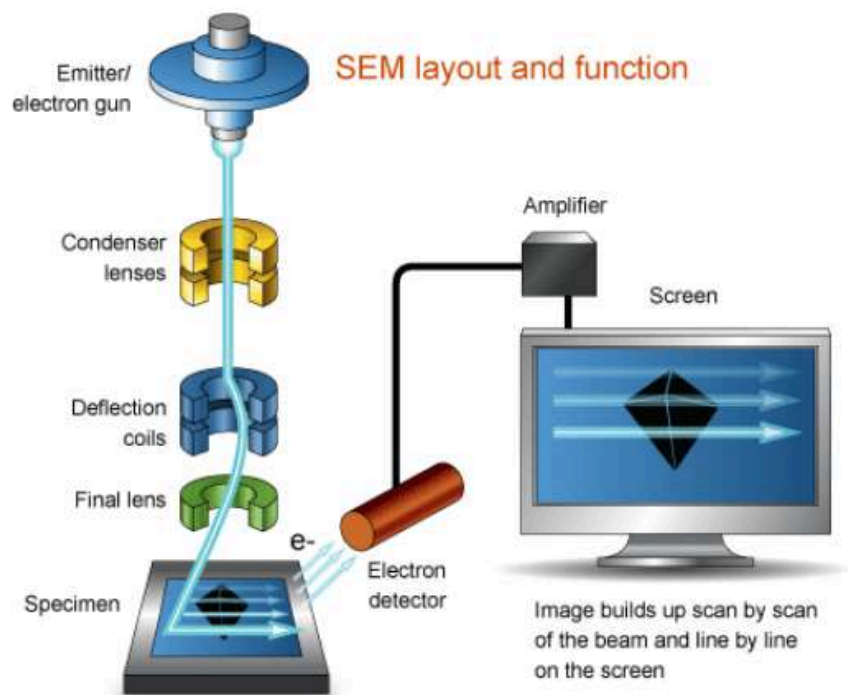 SEM layout and function
Emitter/
electron gun
Condenser
lenses
Deflection
coils
Final lens
Specimen
e-
Electron
detector
Amplifier
Screen
Image builds up scan by scan
of the beam and line by line
on the screen